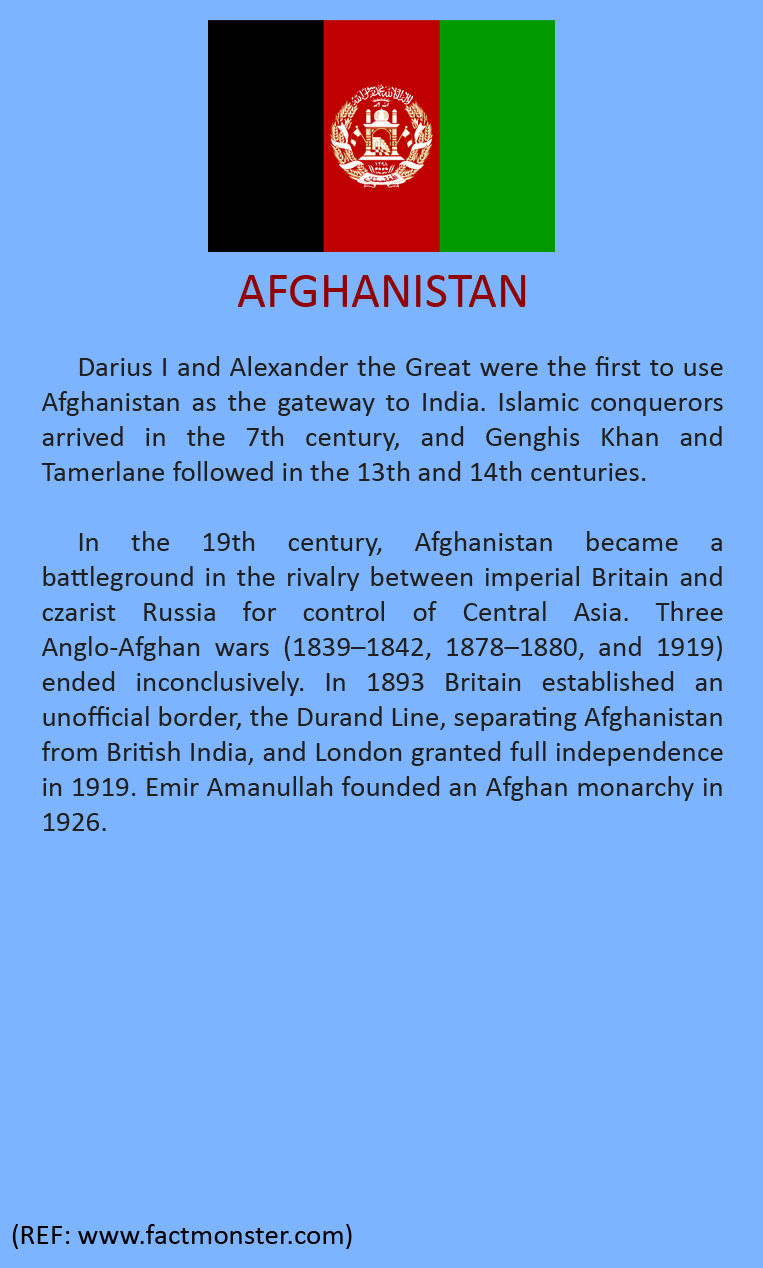 AFGHANISTAN
Darius I and Alexander the Great were the first to use
Afghanistan as the gateway to India. Islamic conquerors
arrived in the 7th century, and Genghis Khan and
Tamerlane followed in the 13th and 14th centuries.
In the 19th century, Afghanistan became a
battleground in the rivalry between imperial Britain and
czarist Russia for control of Central Asia. Three
Anglo-Afghan wars (1839–1842, 1878–1880, and 1919)
ended inconclusively. In 1893 Britain established an
unofficial border, the Durand Line, separating Afghanistan
from British India, and London granted full independence
in 1919. Emir Amanullah founded an Afghan monarchy in
1926.
(REF: www.factmonster.com)